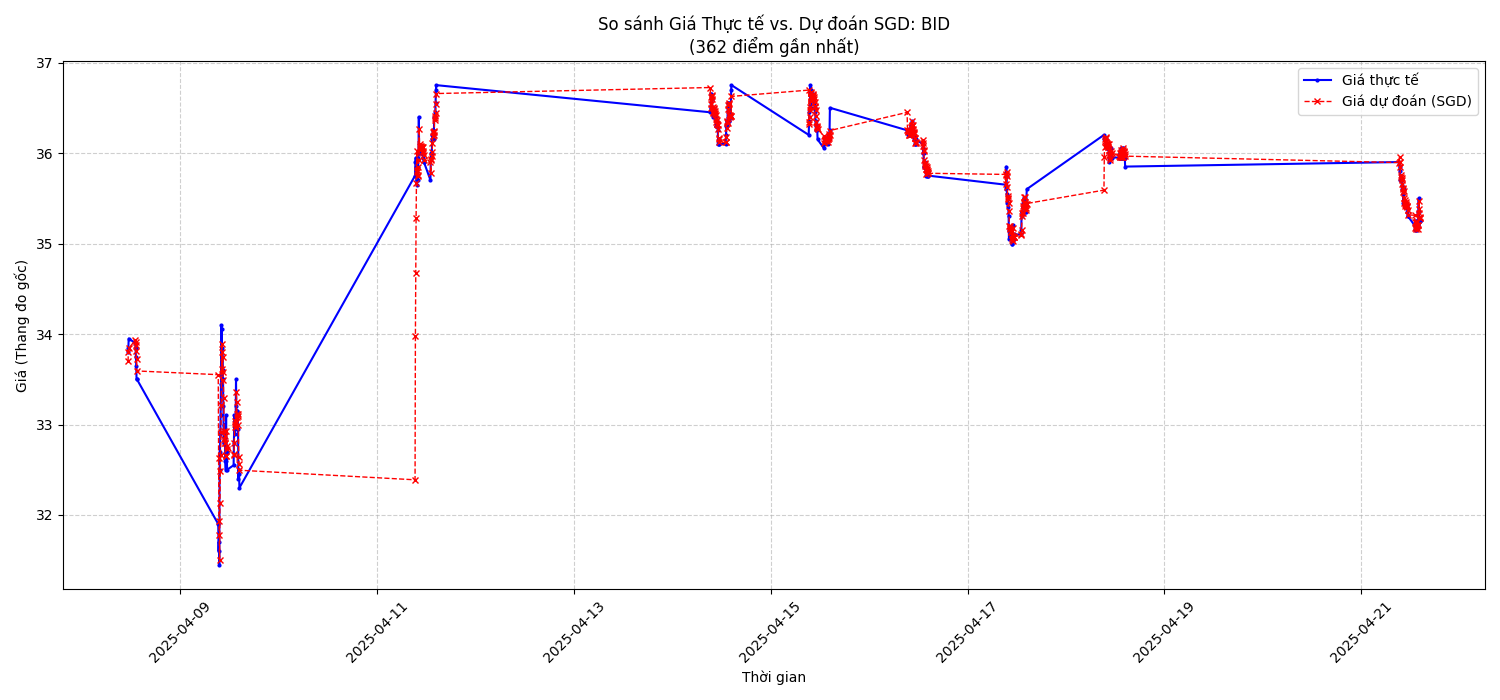 So sánh Giá Thực tế vs. Dự đoán SGD: BID
(362 điểm gần nhất)
Giá thực tế
Giá dự đoán (SGD)
Giá (Thang đo gốc)
37
36
35
34
33
32
2025-04-09
2025-04-11
2025-04-13
2025-04-15
2025-04-17
2025-04-19
2025-04-21
Thời gian